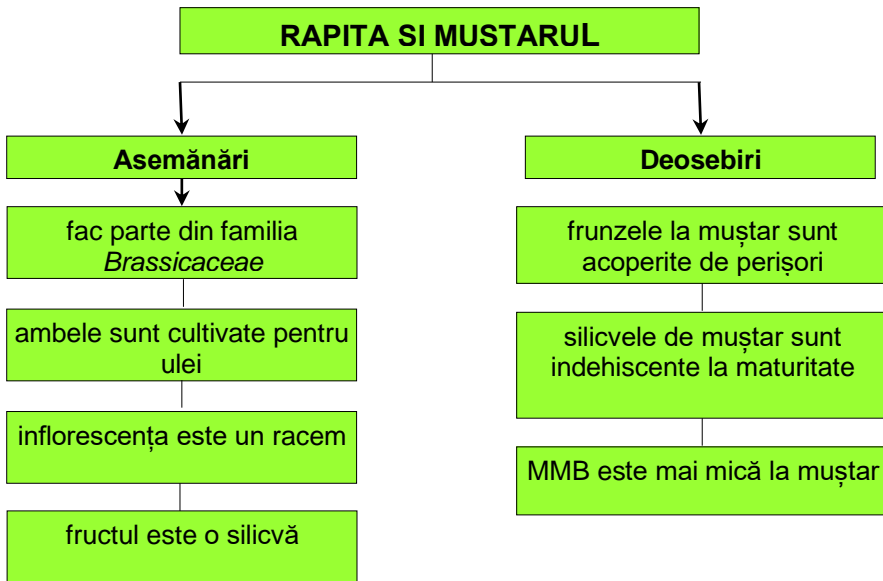 RAPITA SI MUSTARUL
Asemănări
fac parte din familia
Brassicaceae
ambele sunt cultivate pentru
ulei
inflorescența este un racem
fructul este o silicvă
Deosebiri
frunzele la muștar sunt
acoperite de perișori
silicvele de muștar sunt
indehiscente la maturitate
MMB este mai mică la muștar